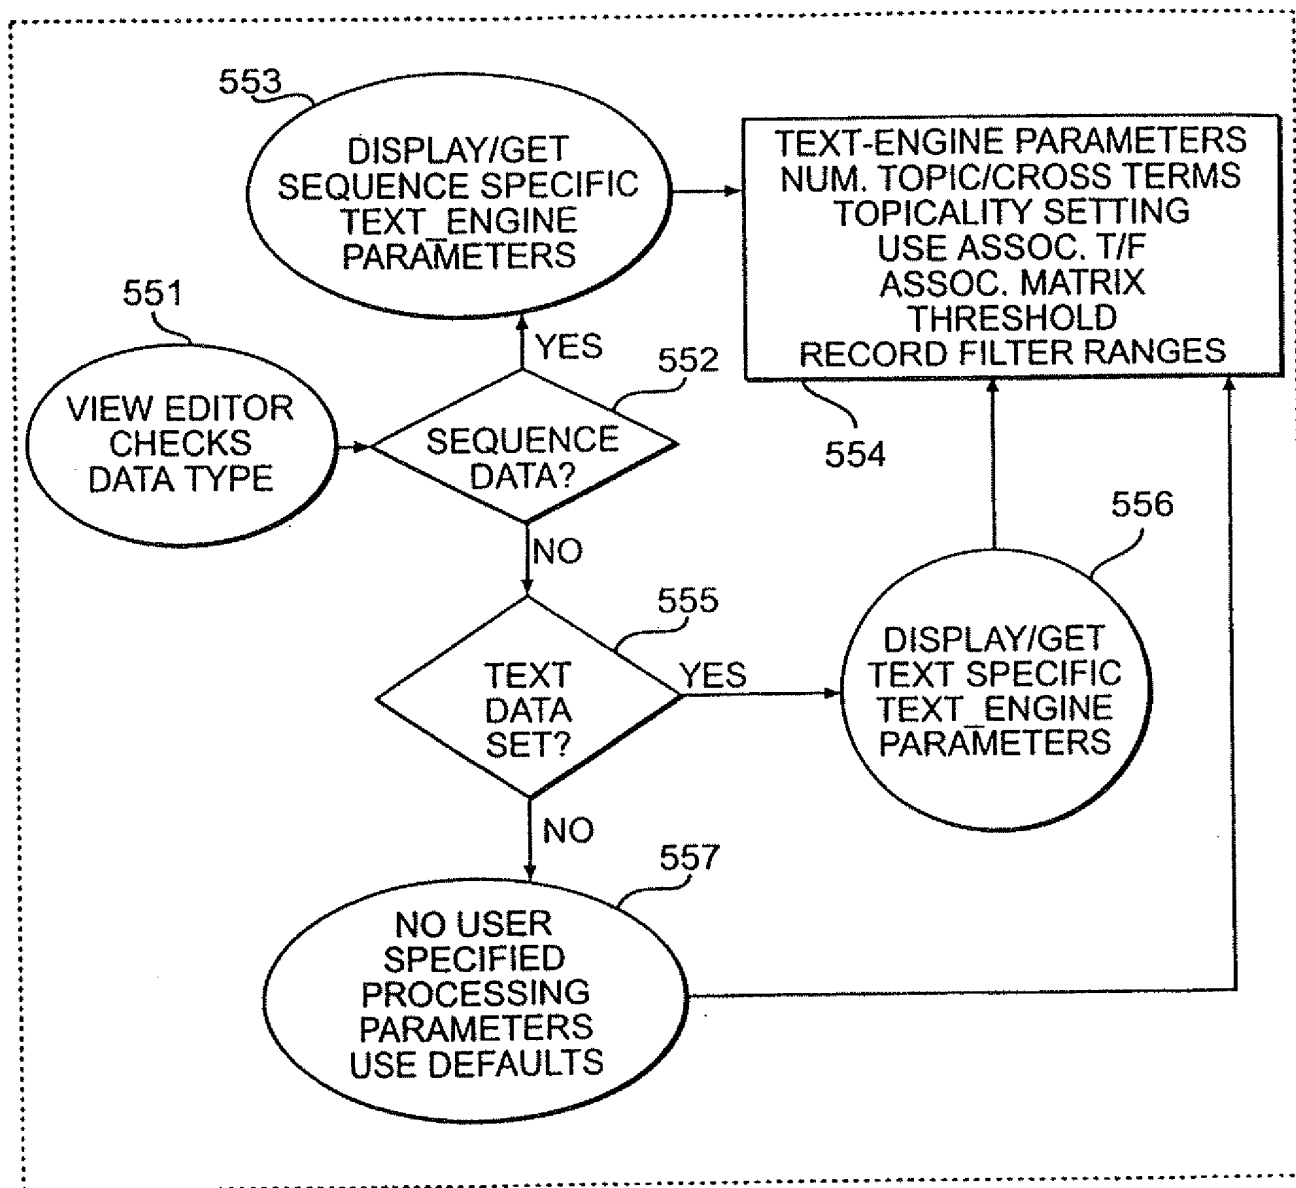 553
DISPLAY/GET
SEQUENCE SPECIFIC
TEXT_ENGINE
PARAMETERS
TEXT-ENGINE PARAMETERS
NUM. TOPIC/CROSS TERMS
TOPICALITY SETTING
USE ASSOC. T/F
ASSOC. MATRIX
THRESHOLD
RECORD FILTER RANGES
554
551
VIEW EDITOR
CHECKS
DATA TYPE
YES
552
SEQUENCE
DATA?
NO
555
TEXT
DATA
SET?
YES
556
DISPLAY/GET
TEXT SPECIFIC
TEXT_ENGINE
PARAMETERS
NO
557
NO USER
SPECIFIED
PROCESSING
PARAMETERS
USE DEFAULTS